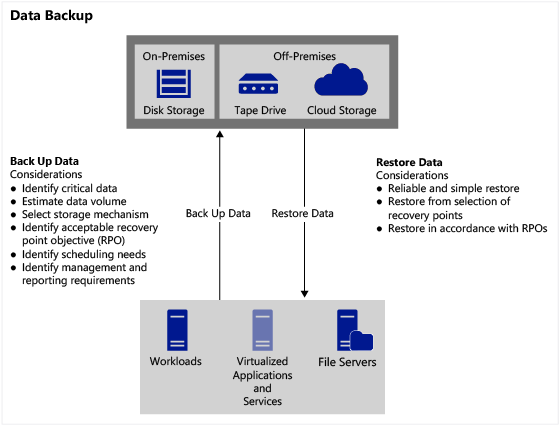 Data Backup
On-Premises
Off-Premises
Disk Storage
Tape Drive
Cloud Storage
Back Up Data
Considerations
● Identify critical data
● Estimate data volume
● Select storage mechanism
● Identify acceptable recovery
point objective (RPO)
● Identify scheduling needs
● Identify management and
reporting requirements
Back Up Data
Restore Data
Restore Data
Considerations
● Reliable and simple restore
● Restore from selection of
recovery points
● Restore in accordance with RPOs
Workloads
Virtualized
Applications
and
Services
File Servers